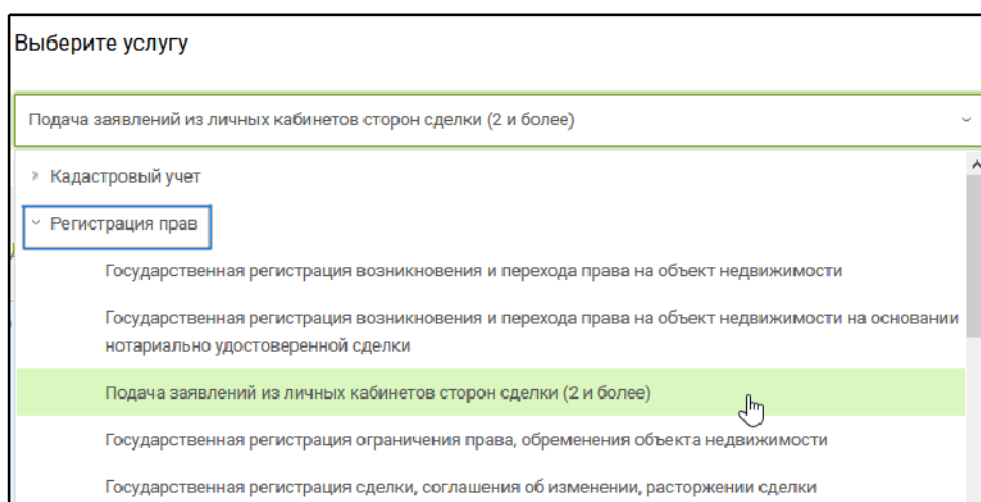 Выберите услугу
Подача заявлений из личных кабинетов сторон сделки (2 и более)
Кадастровый учет
Регистрация прав
Государственная регистрация возникновения и перехода права на объект недвижимости
Государственная регистрация возникновения и перехода права на объект недвижимости на основании
нотариально удостоверенной сделки
Подача заявлений из личных кабинетов сторон сделки (2 и более)
Государственная регистрация ограничения права, обременения объекта недвижимости
Государственная регистрация сделки, соглашения об изменении, расторжении сделки